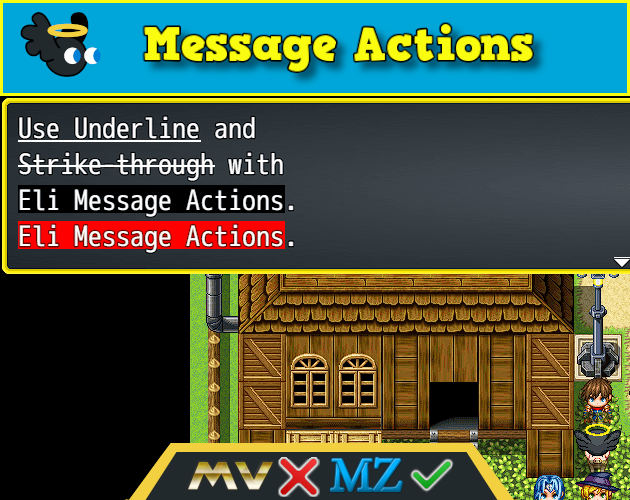 Message Actions
Use Underline and
Strike through with
Eli Message Actions.
Eli Message Actions.
MV MZ